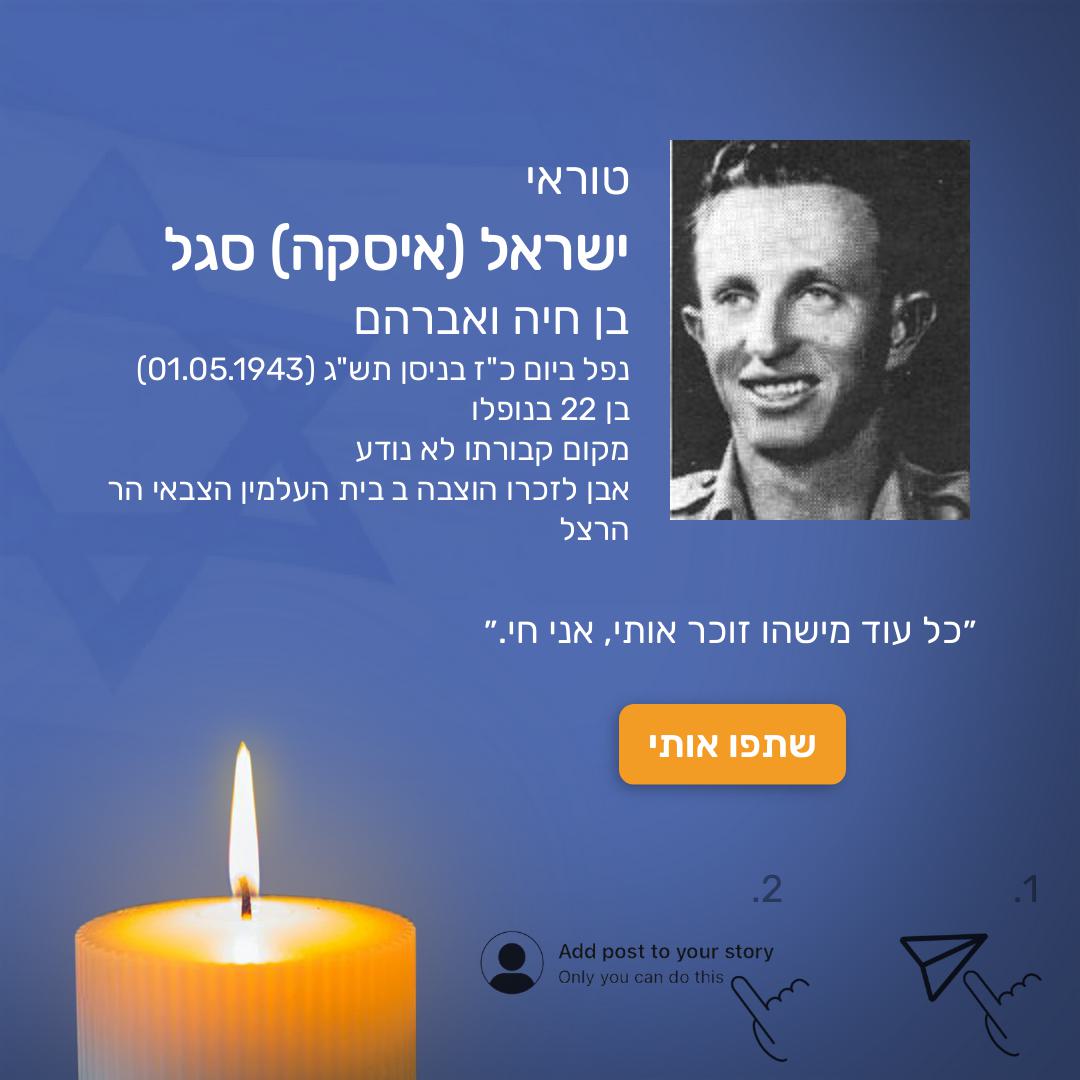 טוראי
ישראל (איסקה) סגל
בן חיה ואברהם
נפל ביום כ"ז בניסן תש"ג (01.05.1943)
בן 22 בנופלו
מקום קבורתו לא נודע
אבן לזכרו הוצבה ב בית העלמין הצבאי הר
הרצל
״כל עוד מישהו זוכר אותי, אני חי.״
שתפו אותי
1.
2.
Add post to your story
Only you can do this